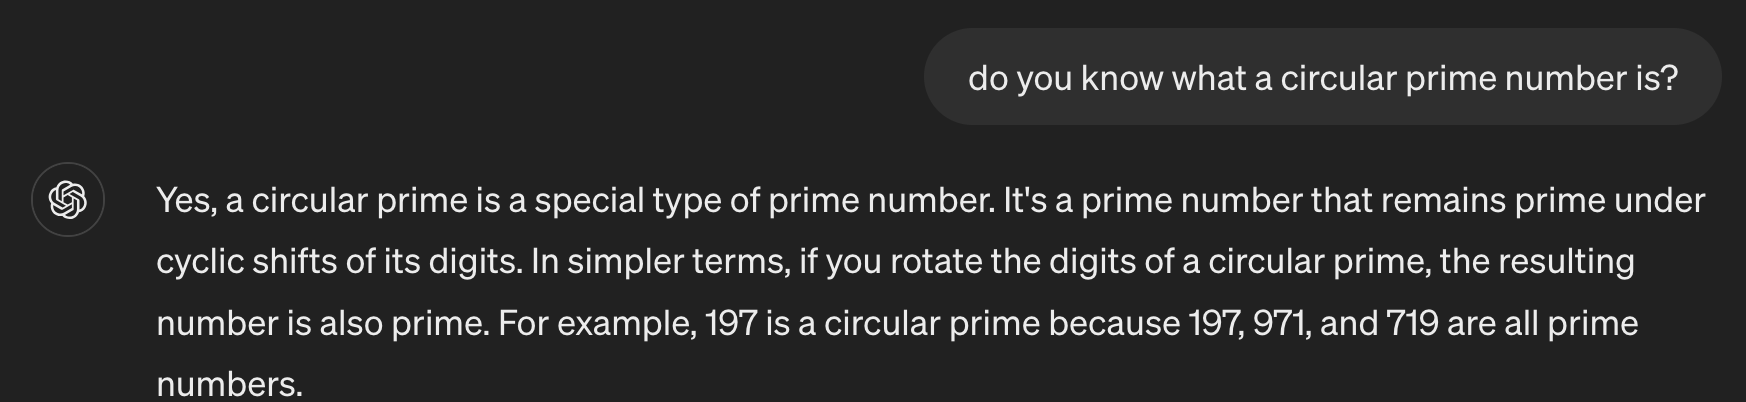 do you know what a circular prime number is?
Yes, a circular prime is a special type of prime number. It's a prime number that remains prime under
cyclic shifts of its digits. In simpler terms, if you rotate the digits of a circular prime, the resulting
number is also prime. For example, 197 is a circular prime because 197, 971, and 719 are all prime
numbers.